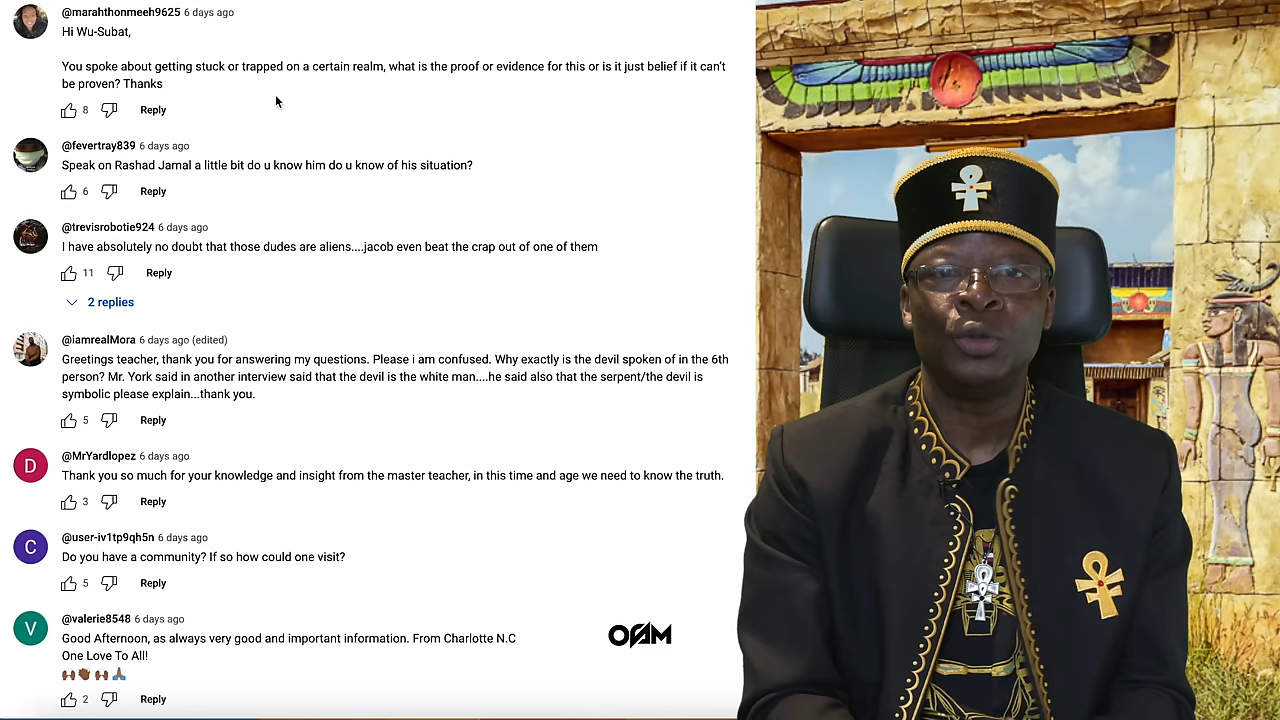 @marahthonmeeh9625 6 days ago
Hi Wu-Subat,
You spoke about getting stuck or trapped on a certain realm, what is the proof or evidence for this or is it just belief if it can't
be proven? Thanks
8 Reply
@fevertray839 6 days ago
Speak on Rashad Jamal a little bit do u know him do u know of his situation?
6 Reply
@trevisrobotie924 6 days ago
I have absolutely no doubt that those dudes are aliens....jacob even beat the crap out of one of them
11 Reply
2 replies
@iamrealMora 6 days ago (edited)
Greetings teacher, thank you for answering my questions. Please i am confused. Why exactly is the devil spoken of in the 6th
person? Mr. York said in another interview said that the devil is the white man....he said also that the serpent/the devil is
symbolic please explain...thank you.
5 Reply
D
@MrYardlopez 6 days ago
Thank you so much for your knowledge and insight from the master teacher, in this time and age we need to know the truth.
3 Reply
C
@user-iv1tp9qh5n 6 days ago
Do you have a community? If so how could one visit?
5 Reply
V
@valerie8548 6 days ago
Good Afternoon, as always very good and important information. From Charlotte N.C
One Love To All!
2 Reply